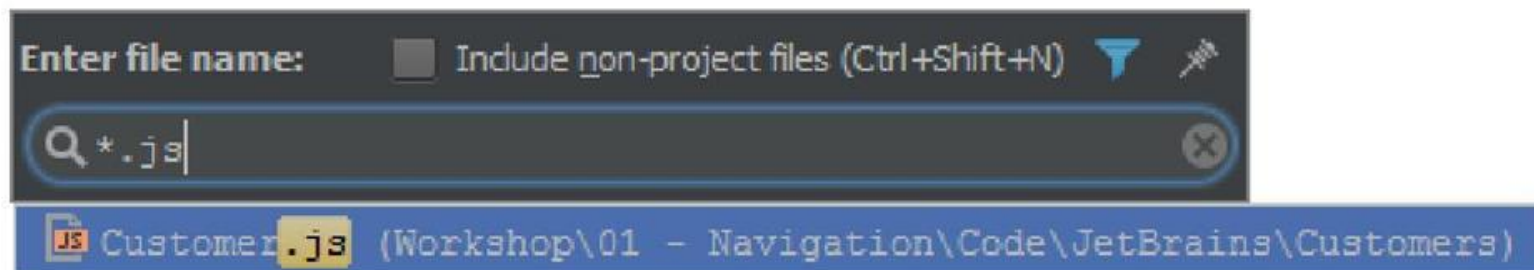 Enter file name: Include non-project files (Ctrl+Shift+N)
*.js
JS Customer.js (Workshop\01 - Navigation\Code\JetBrains\Customers)